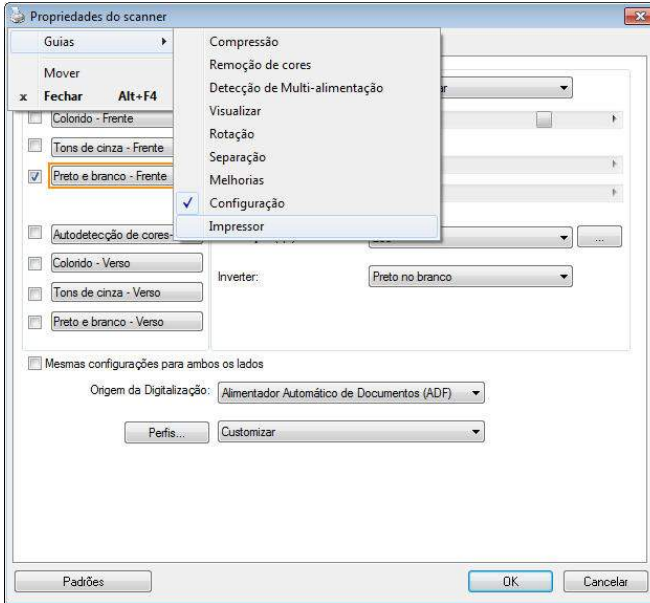 Propriedades do scanner
Guias
Mover
x Fechar Alt+F4
Compressão
Remoção de cores
Detecção de Multi-alimentação
Visualizar
Rotação
Separação
Melhorias
Configuração
Impressor
Colorido - Frente
Tons de cinza - Frente
Preto e branco - Frente
Autodetecção de cores-
Colorido - Verso
Tons de cinza - Verso
Preto e branco - Verso
Inverter: Preto no branco
...
Mesmas configurações para ambos os lados
Origem da Digitalização: Alimentador Automático de Documentos (ADF)
Perfis... Customizar
Padrões OK Cancelar